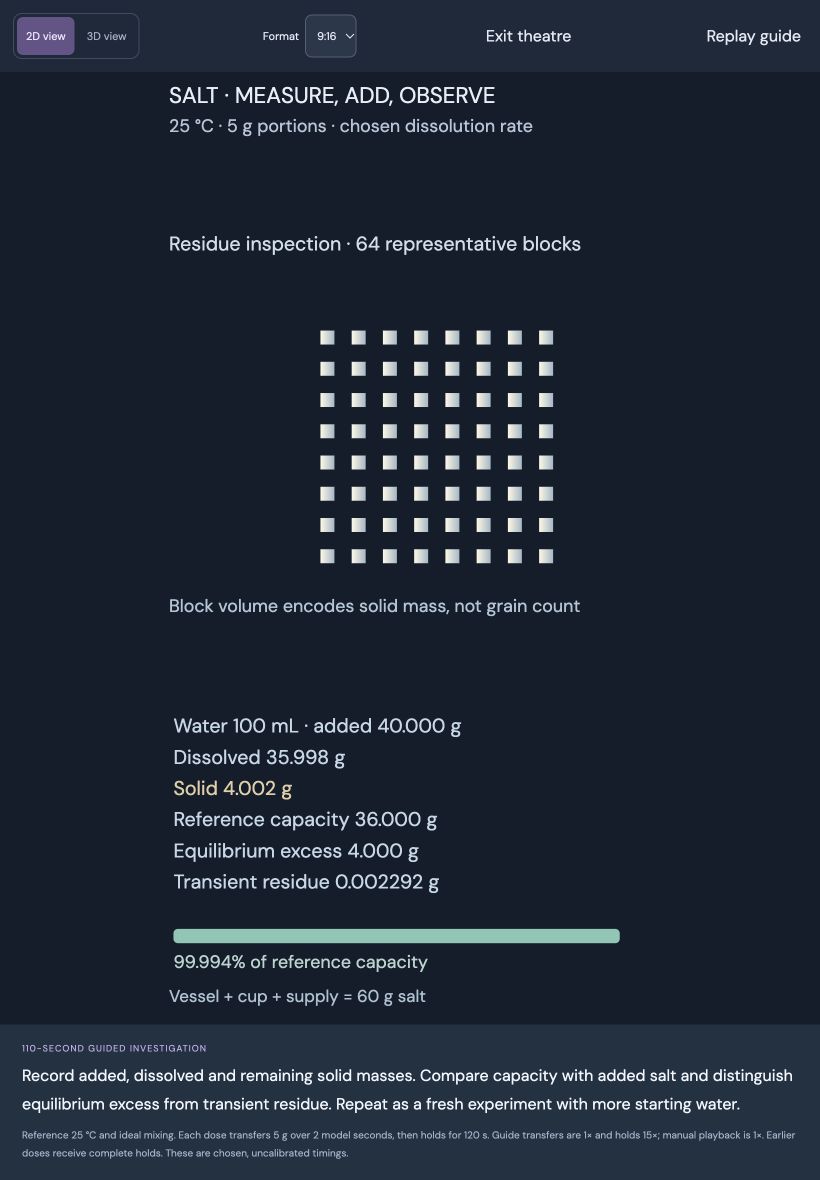 2D view
3D view
Format
9:16
Exit theatre
Replay guide
SALT · MEASURE, ADD, OBSERVE
25 °C · 5 g portions · chosen dissolution rate
Residue inspection · 64 representative blocks
Block volume encodes solid mass, not grain count
Water 100 mL · added 40.000 g
Dissolved 35.998 g
Solid 4.002 g
Reference capacity 36.000 g
Equilibrium excess 4.000 g
Transient residue 0.002292 g
99.994% of reference capacity
Vessel + cup + supply = 60 g salt
110-SECOND GUIDED INVESTIGATION
Record added, dissolved and remaining solid masses. Compare capacity with added salt and distinguish
equilibrium excess from transient residue. Repeat as a fresh experiment with more starting water.
Reference 25 °C and ideal mixing. Each dose transfers 5 g over 2 model seconds, then holds for 120 s. Guide transfers are 1× and holds 15×; manual playback is 1×. Earlier
doses receive complete holds. These are chosen, uncalibrated timings.